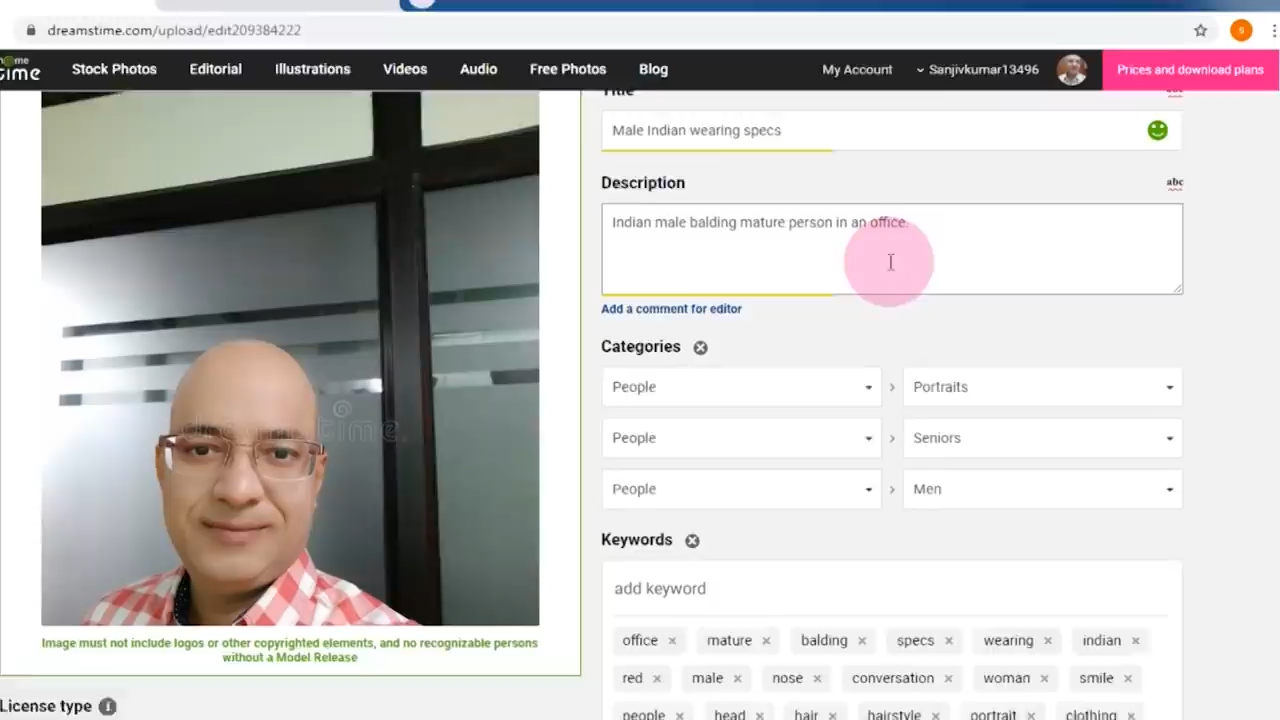 dreamstime.com/upload/edit209384222
9
time
Stock Photos Editorial Illustrations Videos Audio Free Photos Blog My Account Sanjivkumar13496 Prices and download plans
Title
Male Indian wearing specs
Description abc
Indian male balding mature person in an office.
Add a comment for editor
Categories
People Portraits
People Seniors
People Men
Keywords
add keyword
office mature balding specs wearing indian
red male nose conversation woman smile
people head hair hairstyle portrait clothing
Image must not include logos or other copyrighted elements, and no recognizable persons
without a Model Release
License type